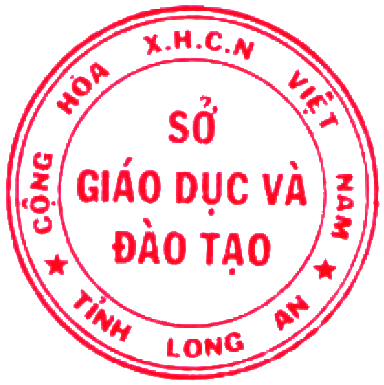 CỘNG HÒA X.H.C.N VIỆT NAM
SỞ
GIÁO DỤC VÀ
ĐÀO TẠO
★ TỈNH LONG AN ★